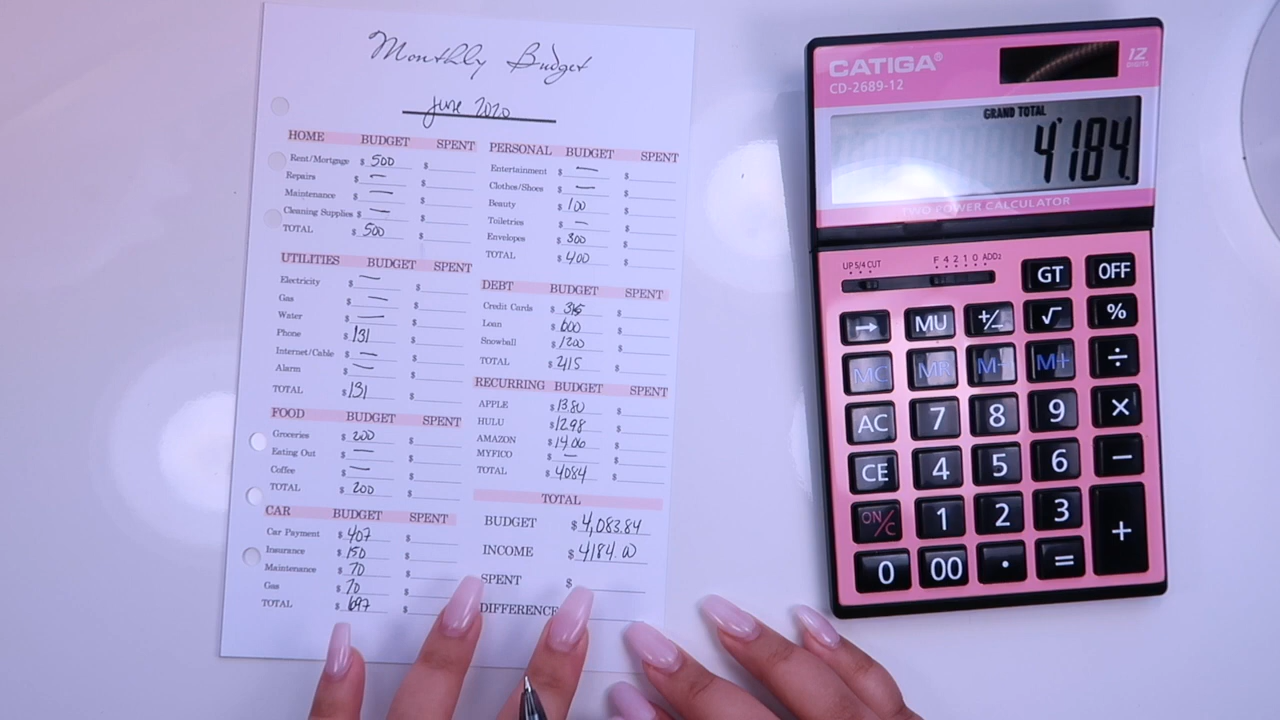 Monthly Budget
June 2020
HOME BUDGET SPENT
Rent/Mortgage $ 500 $
Repairs $ — $
Maintenance $ — $
Cleaning Supplies $ — $
TOTAL $ 500 $
UTILITIES BUDGET SPENT
Electricity $ — $
Gas $ — $
Water $ — $
Phone $ 131 $
Internet/Cable $ — $
Alarm $ — $
TOTAL $ 131 $
FOOD BUDGET SPENT
Groceries $ 200 $
Eating Out $ — $
Coffee $ — $
TOTAL $ 200 $
CAR BUDGET SPENT
Car Payment $ 407 $
Insurance $ 150 $
Maintenance $ 70 $
Gas $ 70 $
TOTAL $ 697 $
PERSONAL BUDGET SPENT
Entertainment $ — $
Clothes/Shoes $ — $
Beauty $ 100 $
Toiletries $ — $
Envelopes $ 300 $
TOTAL $ 400 $
DEBT BUDGET SPENT
Credit Cards $ $
Loan $ 600 $
Snowball $ 1200 $
TOTAL $ 2115 $
RECURRING BUDGET SPENT
APPLE $ 13.80 $
HULU $ 12.98 $
AMAZON $ 14.06 $
MYFICO $ — $
TOTAL $ 4084 $
TOTAL
BUDGET $ 4,083.84
INCOME $ 4184.00
SPENT $
DIFFERENCE
CATIGA®
CD-2689-12
12
DIGITS
GRAND TOTAL
4'184.
TWO POWER CALCULATOR
UP 5/4 CUT F 4 2 1 0 ADD2 GT OFF
→ MU +/− √ %
MC MR M- M+ ÷
AC 7 8 9 ×
CE 4 5 6 −
ON/C 1 2 3 +
0 00 · =